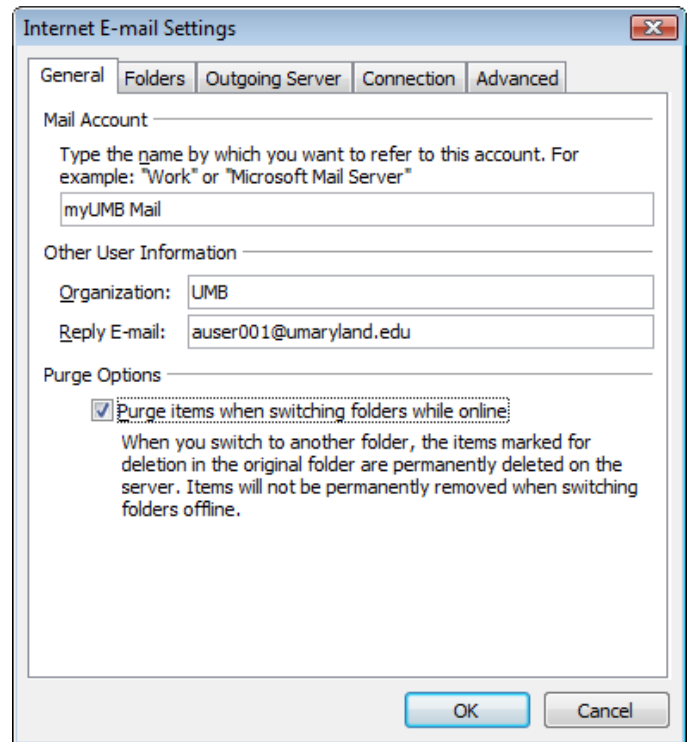 Internet E-mail Settings
General Folders Outgoing Server Connection Advanced
Mail Account
Type the name by which you want to refer to this account. For
example: "Work" or "Microsoft Mail Server"
myUMB Mail
Other User Information
Organization: UMB
Reply E-mail: auser001@umaryland.edu
Purge Options
Purge items when switching folders while online
When you switch to another folder, the items marked for
deletion in the original folder are permanently deleted on the
server. Items will not be permanently removed when switching
folders offline.
OK Cancel